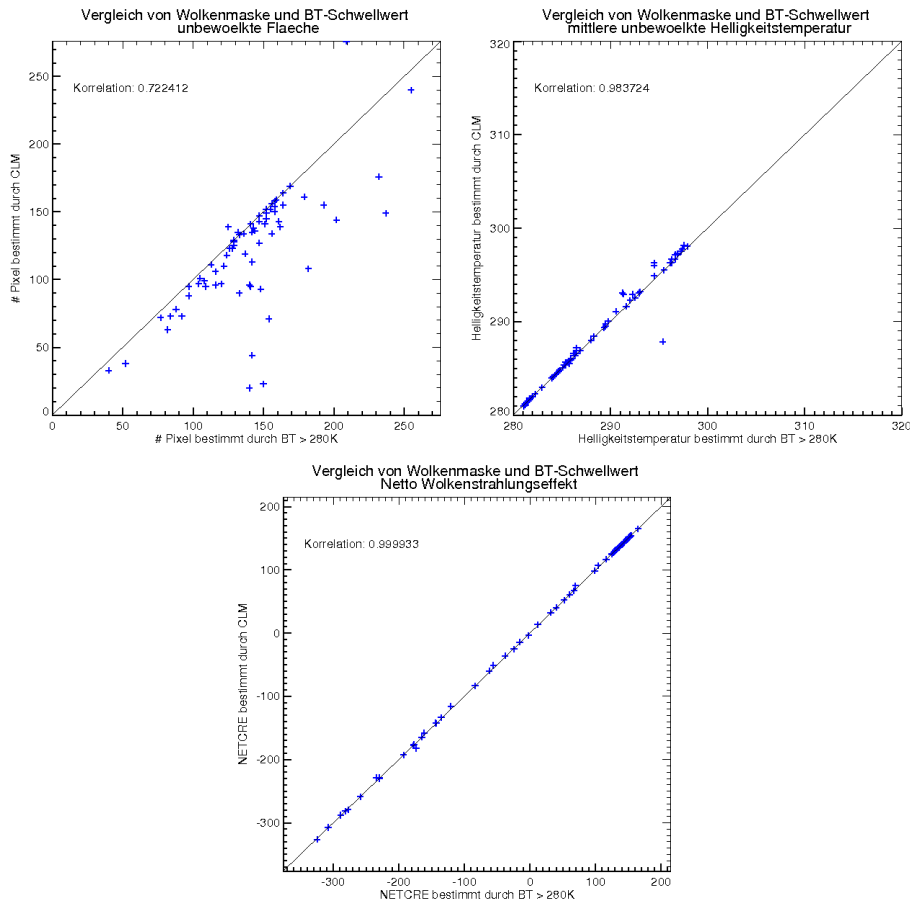 Vergleich von Wolkenmaske und BT-Schwellwert
unbewoelkte Flaeche
Korrelation: 0.722412
# Pixel bestimmt durch CLM
250
200
150
100
50
0
0 50 100 150 200 250
# Pixel bestimmt durch BT > 280K
Vergleich von Wolkenmaske und BT-Schwellwert
mittlere unbewoelkte Helligkeitstemperatur
Korrelation: 0.983724
Helligkeitstemperatur bestimmt durch CLM
320
310
300
290
280
280 290 300 310 320
Helligkeitstemperatur bestimmt durch BT > 280K
Vergleich von Wolkenmaske und BT-Schwellwert
Netto Wolkenstrahlungseffekt
Korrelation: 0.999933
NETCRE bestimmt durch CLM
200
100
0
-100
-200
-300
-300 -200 -100 0 100 200
NETCRE bestimmt durch BT > 280K